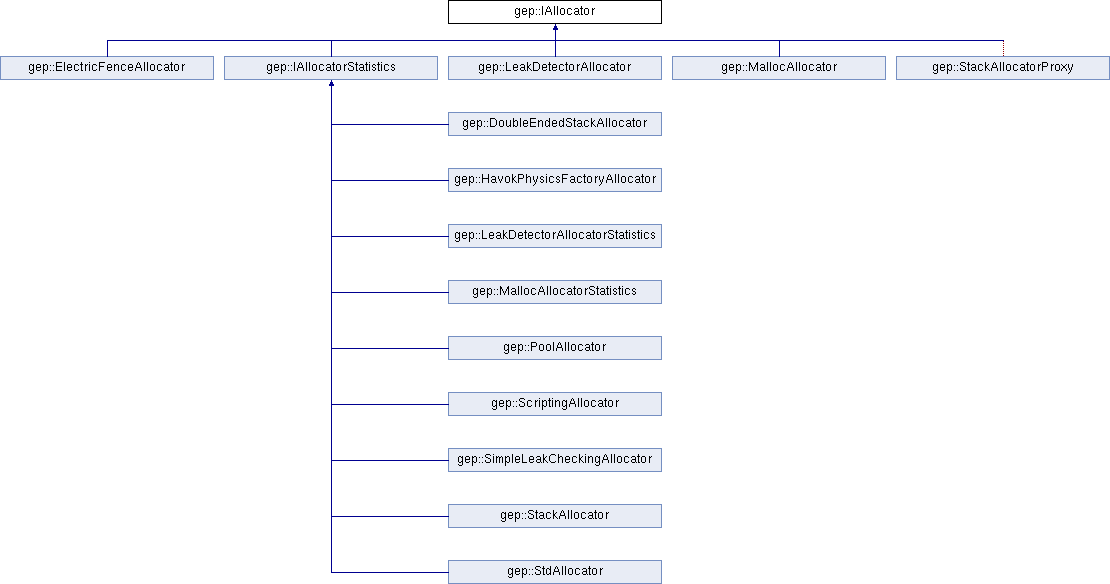 gep::IAllocator
gep::ElectricFenceAllocator
gep::IAllocatorStatistics
gep::LeakDetectorAllocator
gep::MallocAllocator
gep::StackAllocatorProxy
gep::DoubleEndedStackAllocator
gep::HavokPhysicsFactoryAllocator
gep::LeakDetectorAllocatorStatistics
gep::MallocAllocatorStatistics
gep::PoolAllocator
gep::ScriptingAllocator
gep::SimpleLeakCheckingAllocator
gep::StackAllocator
gep::StdAllocator